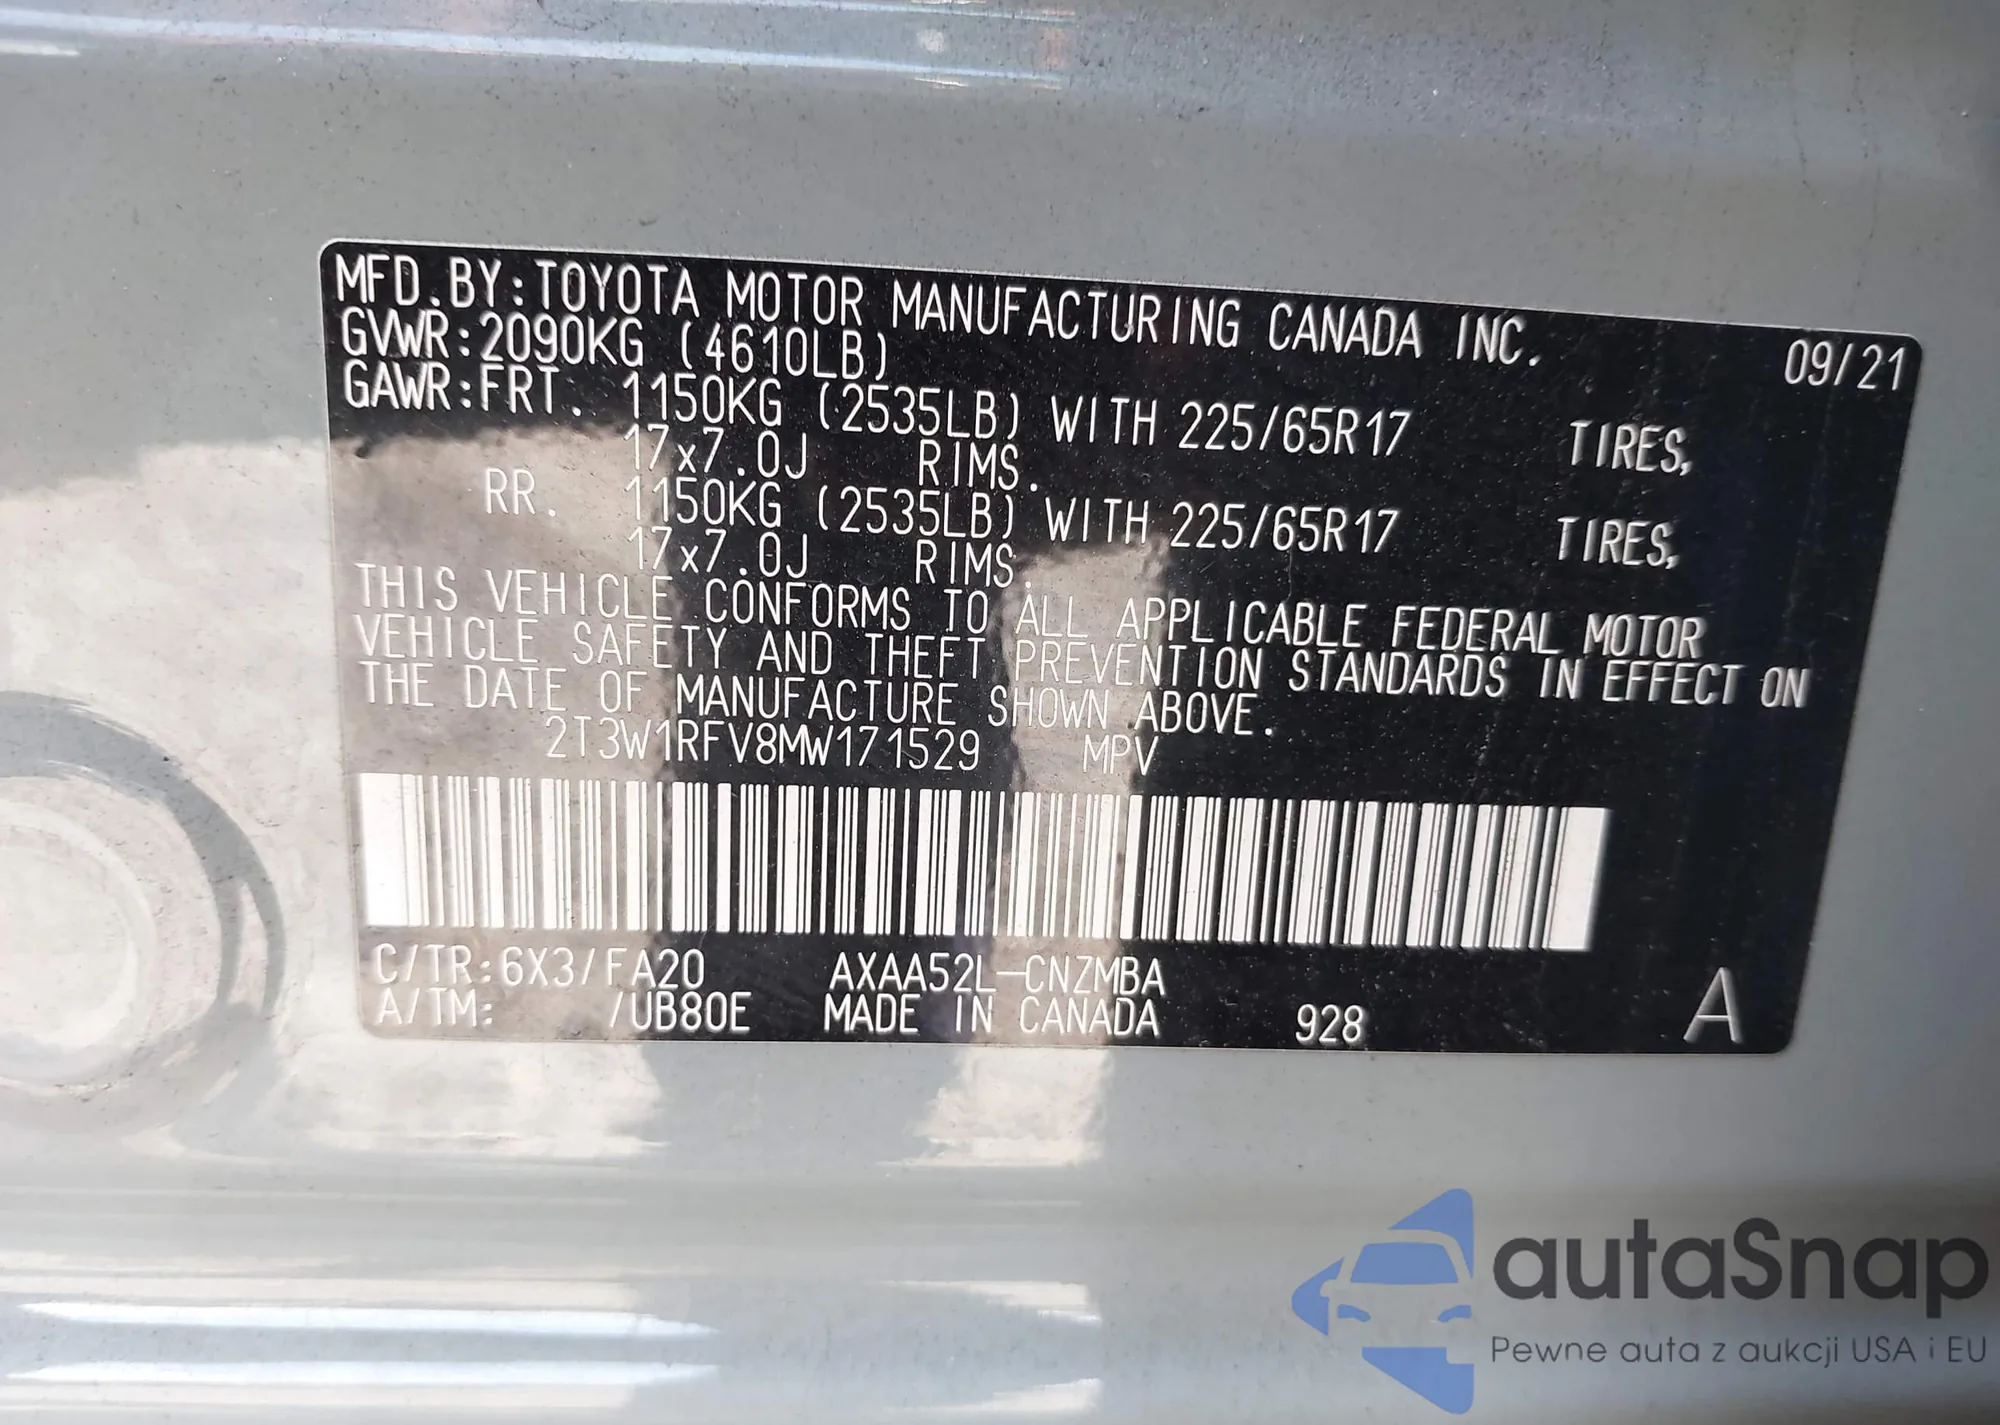 MFD.BY:TOYOTA MOTOR MANUFACTURING CANADA INC. 09/21
GVWR:2090KG (4610LB)
GAWR:FRT. 1150KG (2535LB) WITH 225/65R17 TIRES,
17x7.0J RIMS.
RR. 1150KG (2535LB) WITH 225/65R17 TIRES,
17x7.0J RIMS.
THIS VEHICLE CONFORMS TO ALL APPLICABLE FEDERAL MOTOR
VEHICLE SAFETY AND THEFT PREVENTION STANDARDS IN EFFECT ON
THE DATE OF MANUFACTURE SHOWN ABOVE.
2T3W1RFV8MW171529 MPV
C/TR:6X3/FA20 AXAA52L-CNZMBA
A/TM: /UB80E MADE IN CANADA 928 A
autaSnap
Pewne auta z aukcji USA i EU